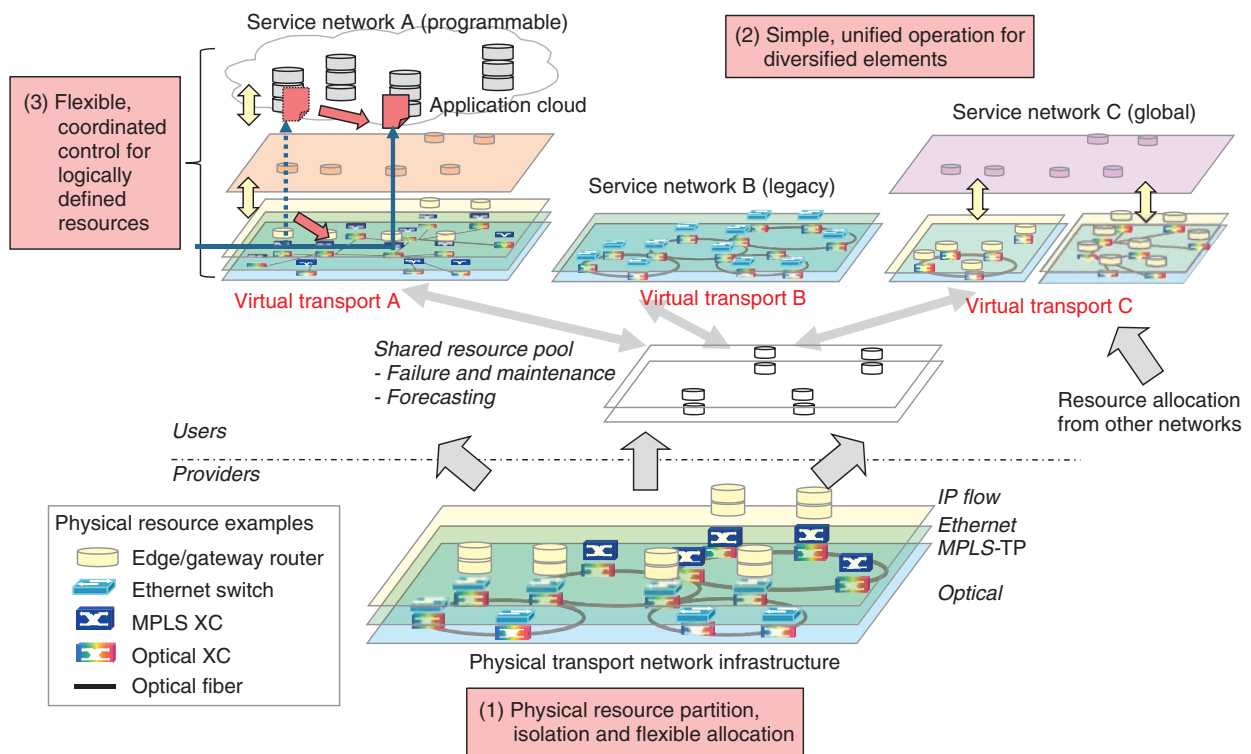 Service network A (programmable)
(2) Simple, unified operation for
diversified elements
(3) Flexible,
coordinated
control for
logically
defined
resources
Application cloud
Service network C (global)
Service network B (legacy)
Virtual transport A
Virtual transport B
Virtual transport C
Shared resource pool
- Failure and maintenance
- Forecasting
Resource allocation
from other networks
Users
Providers
IP flow
Ethernet
MPLS-TP
Optical
Physical resource examples
Edge/gateway router
Ethernet switch
MPLS XC
Optical XC
Optical fiber
Physical transport network infrastructure
(1) Physical resource partition,
isolation and flexible allocation